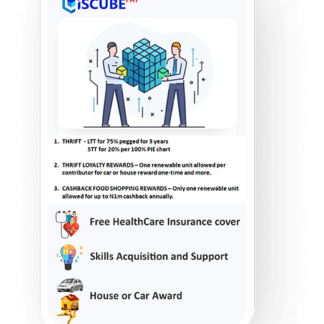 iSCUBE PAY
1. THRIFT - LTT for 75% pegged for 3 years
STT for 20% per 100% PIE chart
2. THRIFT LOYALTY REWARDS – One renewable unit allowed per
contributor for car or house reward one-time and more.
3. CASHBACK FOOD SHOPPING REWARDS – Only one renewable unit
allowed for up to N1m cashback annually.
Free HealthCare Insurance cover
Skills Acquisition and Support
House or Car Award